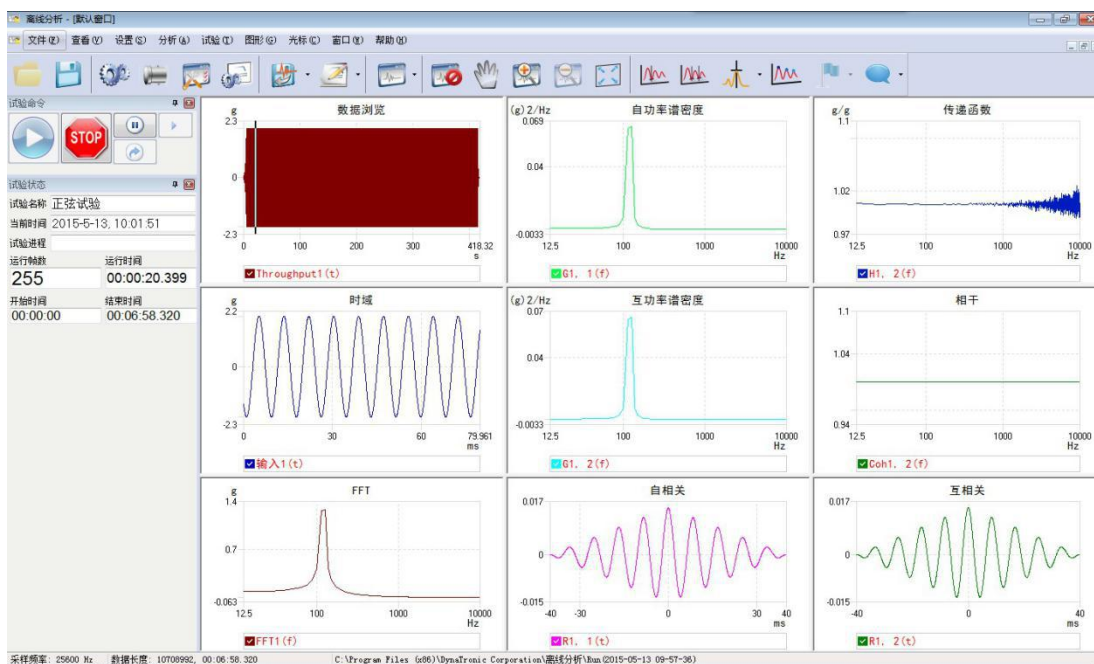 离线分析 - [默认窗口]
文件(F) 查看(V) 设置(S) 分析(A) 试验(T) 图形(G) 光标(C) 窗口(W) 帮助(H)
试验命令
STOP
试验状态
试验名称 正弦试验
当前时间 2015-5-13, 10:01:51
试验进程
运行帧数 运行时间
255 00:00:20.399
开始时间 结束时间
00:00:00 00:06:58.320
数据浏览
g
2.3
0
-2.3
0 100 200 300 418.32
s
Throughput1(t)
自功率谱密度
(g)2/Hz
0.069
0.04
-0.0033
12.5 100 1000 10000
Hz
G1, 1(f)
传递函数
g/g
1.1
1.02
0.97
12.5 100 1000 10000
Hz
H1, 2(f)
时域
g
2.2
0
-2.3
0 30 60 79.961
ms
输入1(t)
互功率谱密度
(g)2/Hz
0.07
0.04
-0.0033
12.5 100 1000 10000
Hz
G1, 2(f)
相干
1.1
1.04
0.94
12.5 100 1000 10000
Hz
Coh1, 2(f)
FFT
g
1.4
0.7
-0.063
12.5 100 1000 10000
Hz
FFT1(f)
自相关
0.017
0
-0.015
-40 -30 0 30 40
ms
R1, 1(t)
互相关
0.017
0
-0.015
-40 0 40
ms
R1, 2(t)
采样频率: 25600 Hz 数据长度: 10708992, 00:06:58.320 C:\Program Files (x86)\DynaTronic Corporation\离线分析\Run(2015-05-13 09-57-36)